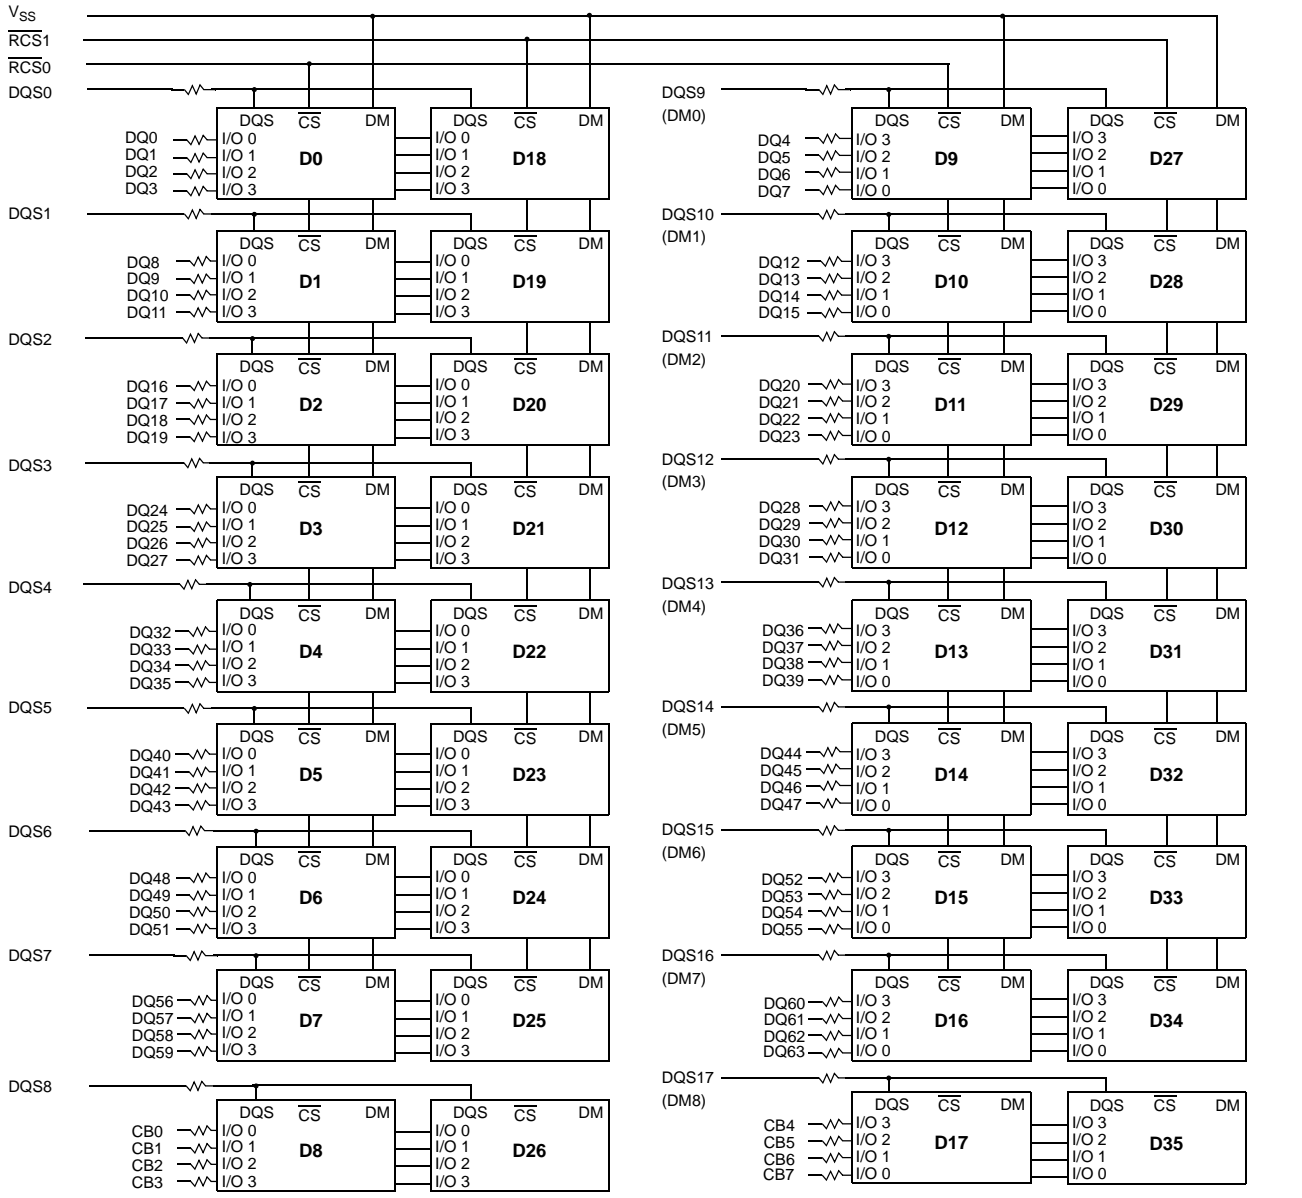 VSS
RCS1
RCS0
DQS0
DQS CS DM
DQ0 I/O 0
DQ1 I/O 1
DQ2 I/O 2
DQ3 I/O 3
D0
DQS CS DM
I/O 0
I/O 1
I/O 2
I/O 3
D18
DQS1
DQS CS DM
DQ8 I/O 0
DQ9 I/O 1
DQ10 I/O 2
DQ11 I/O 3
D1
DQS CS DM
I/O 0
I/O 1
I/O 2
I/O 3
D19
DQS2
DQS CS DM
DQ16 I/O 0
DQ17 I/O 1
DQ18 I/O 2
DQ19 I/O 3
D2
DQS CS DM
I/O 0
I/O 1
I/O 2
I/O 3
D20
DQS3
DQS CS DM
DQ24 I/O 0
DQ25 I/O 1
DQ26 I/O 2
DQ27 I/O 3
D3
DQS CS DM
I/O 0
I/O 1
I/O 2
I/O 3
D21
DQS4
DQS CS DM
DQ32 I/O 0
DQ33 I/O 1
DQ34 I/O 2
DQ35 I/O 3
D4
DQS CS DM
I/O 0
I/O 1
I/O 2
I/O 3
D22
DQS5
DQS CS DM
DQ40 I/O 0
DQ41 I/O 1
DQ42 I/O 2
DQ43 I/O 3
D5
DQS CS DM
I/O 0
I/O 1
I/O 2
I/O 3
D23
DQS6
DQS CS DM
DQ48 I/O 0
DQ49 I/O 1
DQ50 I/O 2
DQ51 I/O 3
D6
DQS CS DM
I/O 0
I/O 1
I/O 2
I/O 3
D24
DQS7
DQS CS DM
DQ56 I/O 0
DQ57 I/O 1
DQ58 I/O 2
DQ59 I/O 3
D7
DQS CS DM
I/O 0
I/O 1
I/O 2
I/O 3
D25
DQS8
DQS CS DM
CB0 I/O 0
CB1 I/O 1
CB2 I/O 2
CB3 I/O 3
D8
DQS CS DM
I/O 0
I/O 1
I/O 2
I/O 3
D26
DQS9
(DM0)
DQS CS DM
DQ4 I/O 3
DQ5 I/O 2
DQ6 I/O 1
DQ7 I/O 0
D9
DQS CS DM
I/O 3
I/O 2
I/O 1
I/O 0
D27
DQS10
(DM1)
DQS CS DM
DQ12 I/O 3
DQ13 I/O 2
DQ14 I/O 1
DQ15 I/O 0
D10
DQS CS DM
I/O 3
I/O 2
I/O 1
I/O 0
D28
DQS11
(DM2)
DQS CS DM
DQ20 I/O 3
DQ21 I/O 2
DQ22 I/O 1
DQ23 I/O 0
D11
DQS CS DM
I/O 3
I/O 2
I/O 1
I/O 0
D29
DQS12
(DM3)
DQS CS DM
DQ28 I/O 3
DQ29 I/O 2
DQ30 I/O 1
DQ31 I/O 0
D12
DQS CS DM
I/O 3
I/O 2
I/O 1
I/O 0
D30
DQS13
(DM4)
DQS CS DM
DQ36 I/O 3
DQ37 I/O 2
DQ38 I/O 1
DQ39 I/O 0
D13
DQS CS DM
I/O 3
I/O 2
I/O 1
I/O 0
D31
DQS14
(DM5)
DQS CS DM
DQ44 I/O 3
DQ45 I/O 2
DQ46 I/O 1
DQ47 I/O 0
D14
DQS CS DM
I/O 3
I/O 2
I/O 1
I/O 0
D32
DQS15
(DM6)
DQS CS DM
DQ52 I/O 3
DQ53 I/O 2
DQ54 I/O 1
DQ55 I/O 0
D15
DQS CS DM
I/O 3
I/O 2
I/O 1
I/O 0
D33
DQS16
(DM7)
DQS CS DM
DQ60 I/O 3
DQ61 I/O 2
DQ62 I/O 1
DQ63 I/O 0
D16
DQS CS DM
I/O 3
I/O 2
I/O 1
I/O 0
D34
DQS17
(DM8)
DQS CS DM
CB4 I/O 3
CB5 I/O 2
CB6 I/O 1
CB7 I/O 0
D17
DQS CS DM
I/O 3
I/O 2
I/O 1
I/O 0
D35